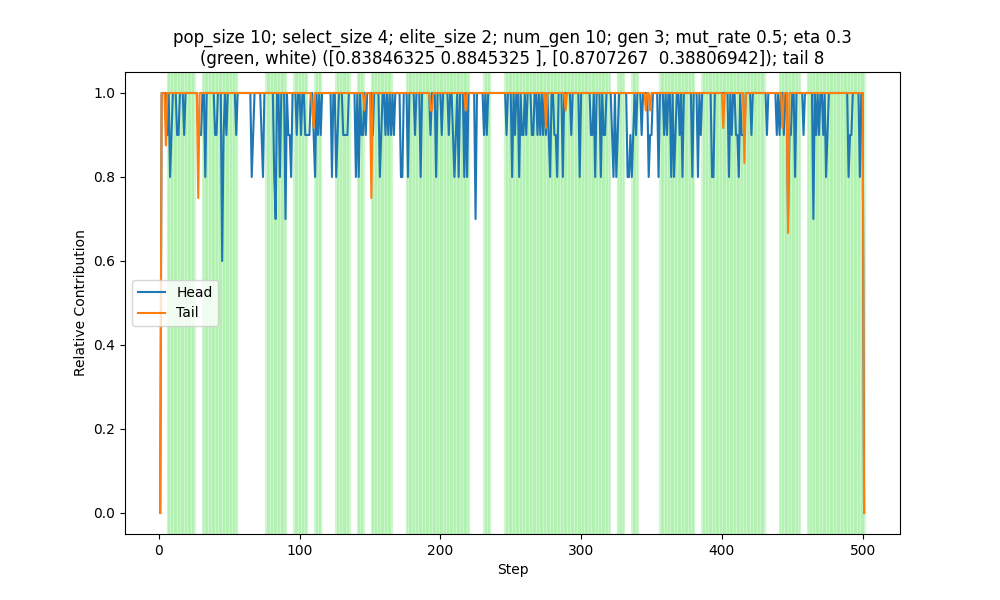 pop_size 10; select_size 4; elite_size 2; num_gen 10; gen 3; mut_rate 0.5; eta 0.3
(green, white) ([0.83846325 0.8845325 ], [0.8707267  0.38806942]); tail 8
1.0
0.8
0.6
0.4
0.2
0.0
Relative Contribution
Head
Tail
0 100 200 300 400 500
Step